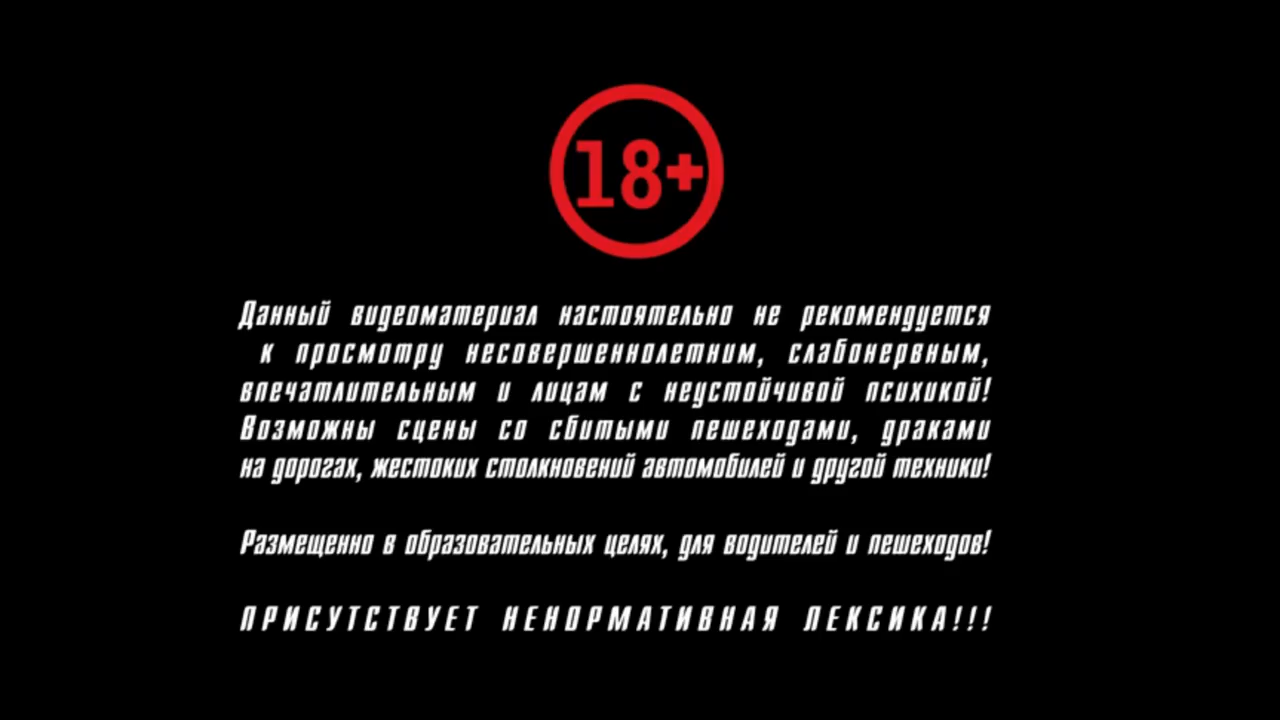 18+
Данный видеоматериал настоятельно не рекомендуется
к просмотру несовершеннолетним, слабонервным,
впечатлительным и лицам с неустойчивой психикой!
Возможны сцены со сбитыми пешеходами, драками
на дорогах, жестоких столкновений автомобилей и другой техники!
Размещенно в образовательных целях, для водителей и пешеходов!
ПРИСУТСТВУЕТ НЕНОРМАТИВНАЯ ЛЕКСИКА!!!